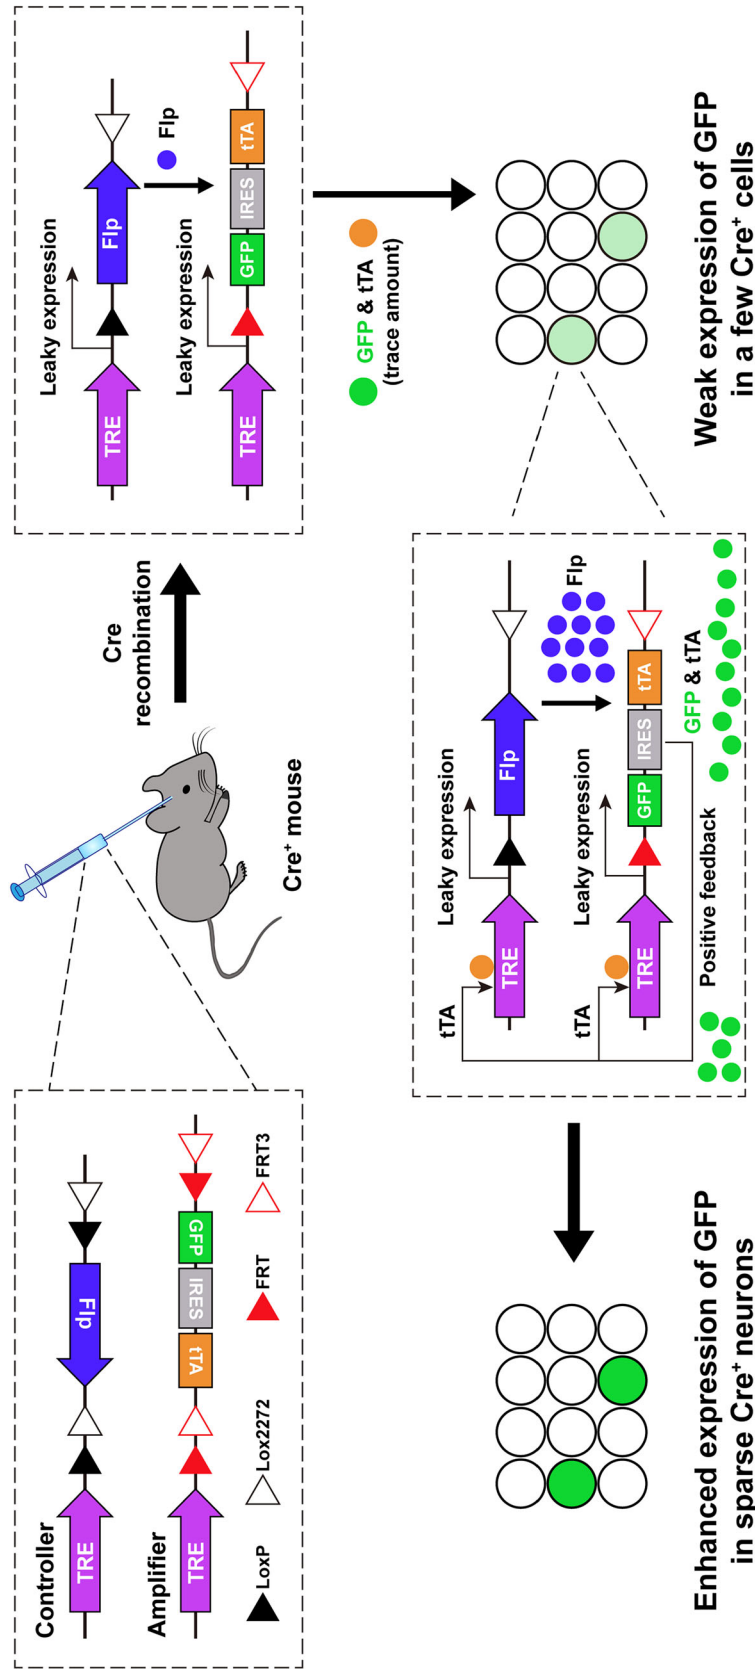 Controller
TRE
Flp
Amplifier
TRE
tTA
IRES
GFP
LoxP
Lox2272
FRT
FRT3
Cre⁺ mouse
Cre
recombination
Leaky expression
TRE
Flp
Flp
Leaky expression
TRE
GFP
IRES
tTA
GFP & tTA
(trace amount)
Weak expression of GFP
in a few Cre⁺ cells
tTA
Leaky expression
TRE
Flp
Flp
tTA
Leaky expression
TRE
GFP
IRES
tTA
Positive feedback
GFP & tTA
Enhanced expression of GFP
in sparse Cre⁺ neurons